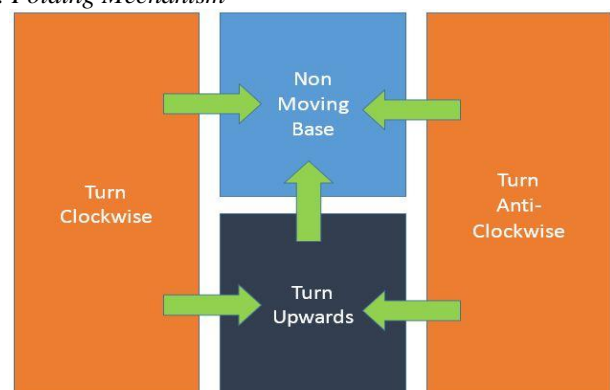 Folding Mechanism
Non
Moving
Base
Turn
Clockwise
Turn
Anti-
Clockwise
Turn
Upwards